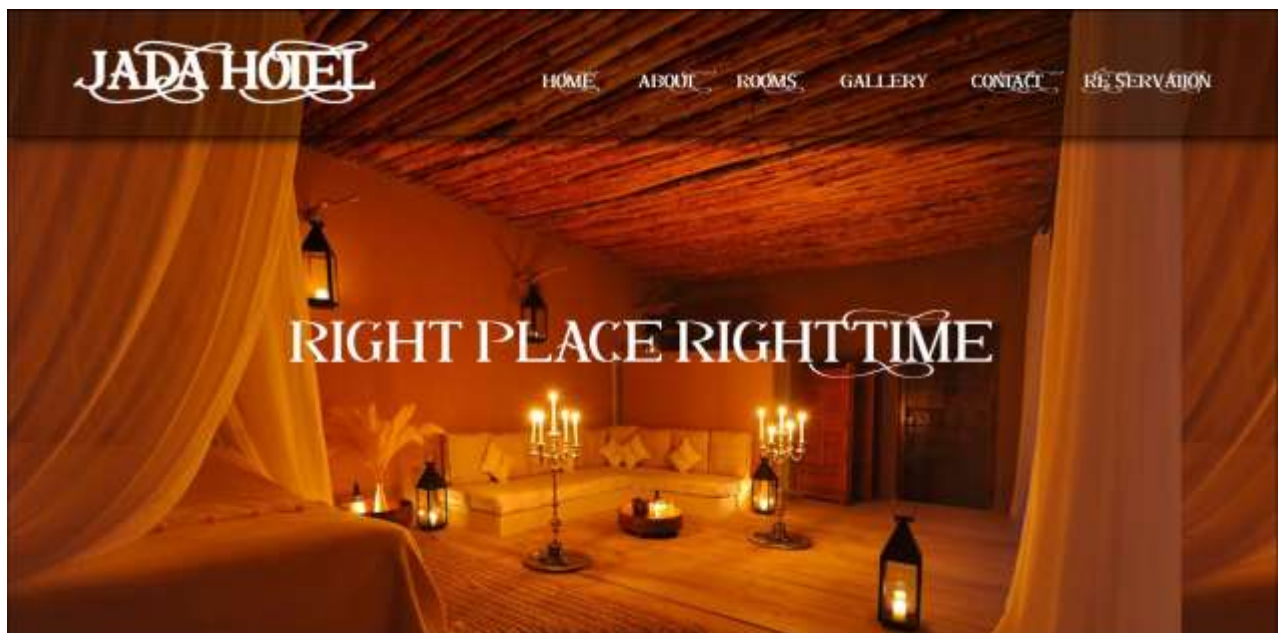 JADA HOTEL
HOME ABOUT ROOMS GALLERY CONTACT RESERVATION
RIGHT PLACE RIGHT TIME